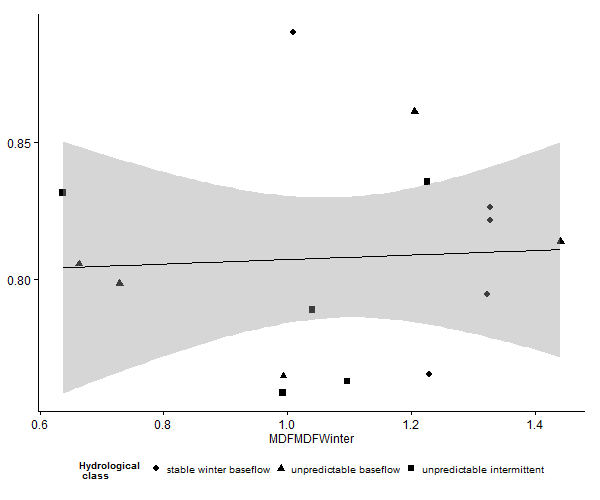 0.85
0.80
0.6 0.8 1.0 1.2 1.4
MDFMDFWinter
Hydrological
class
stable winter baseflow unpredictable baseflow unpredictable intermittent